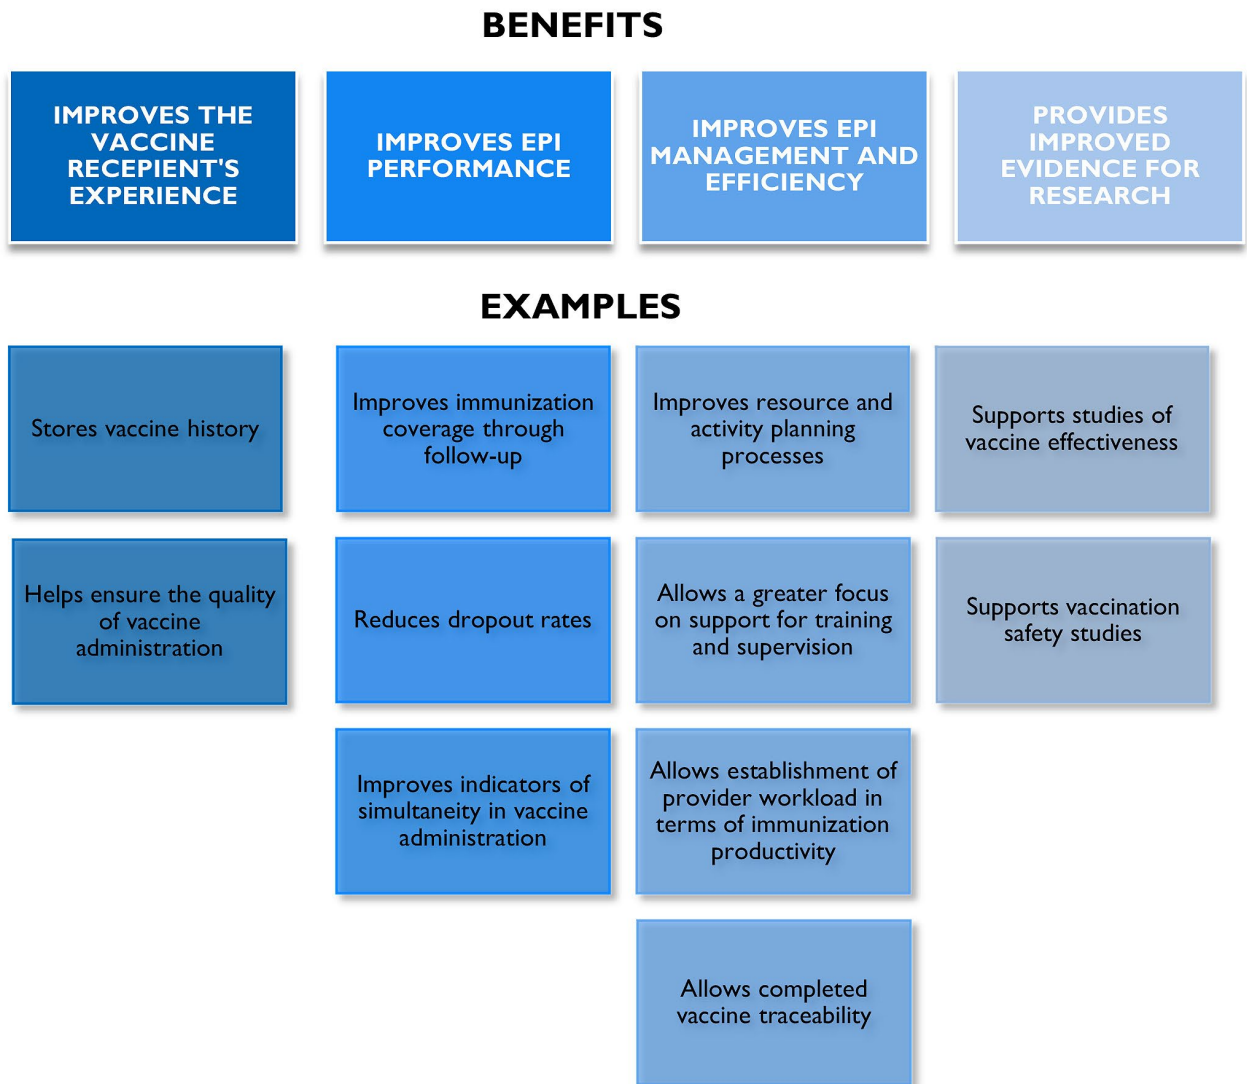 BENEFITS
IMPROVES THE
VACCINE
RECEPIENT'S
EXPERIENCE
IMPROVES EPI
PERFORMANCE
IMPROVES EPI
MANAGEMENT AND
EFFICIENCY
PROVIDES
IMPROVED
EVIDENCE FOR
RESEARCH
EXAMPLES
Stores vaccine history
Improves immunization
coverage through
follow-up
Improves resource and
activity planning
processes
Supports studies of
vaccine effectiveness
Helps ensure the quality
of vaccine
administration
Reduces dropout rates
Allows a greater focus
on support for training
and supervision
Supports vaccination
safety studies
Improves indicators of
simultaneity in vaccine
administration
Allows establishment of
provider workload in
terms of immunization
productivity
Allows completed
vaccine traceability